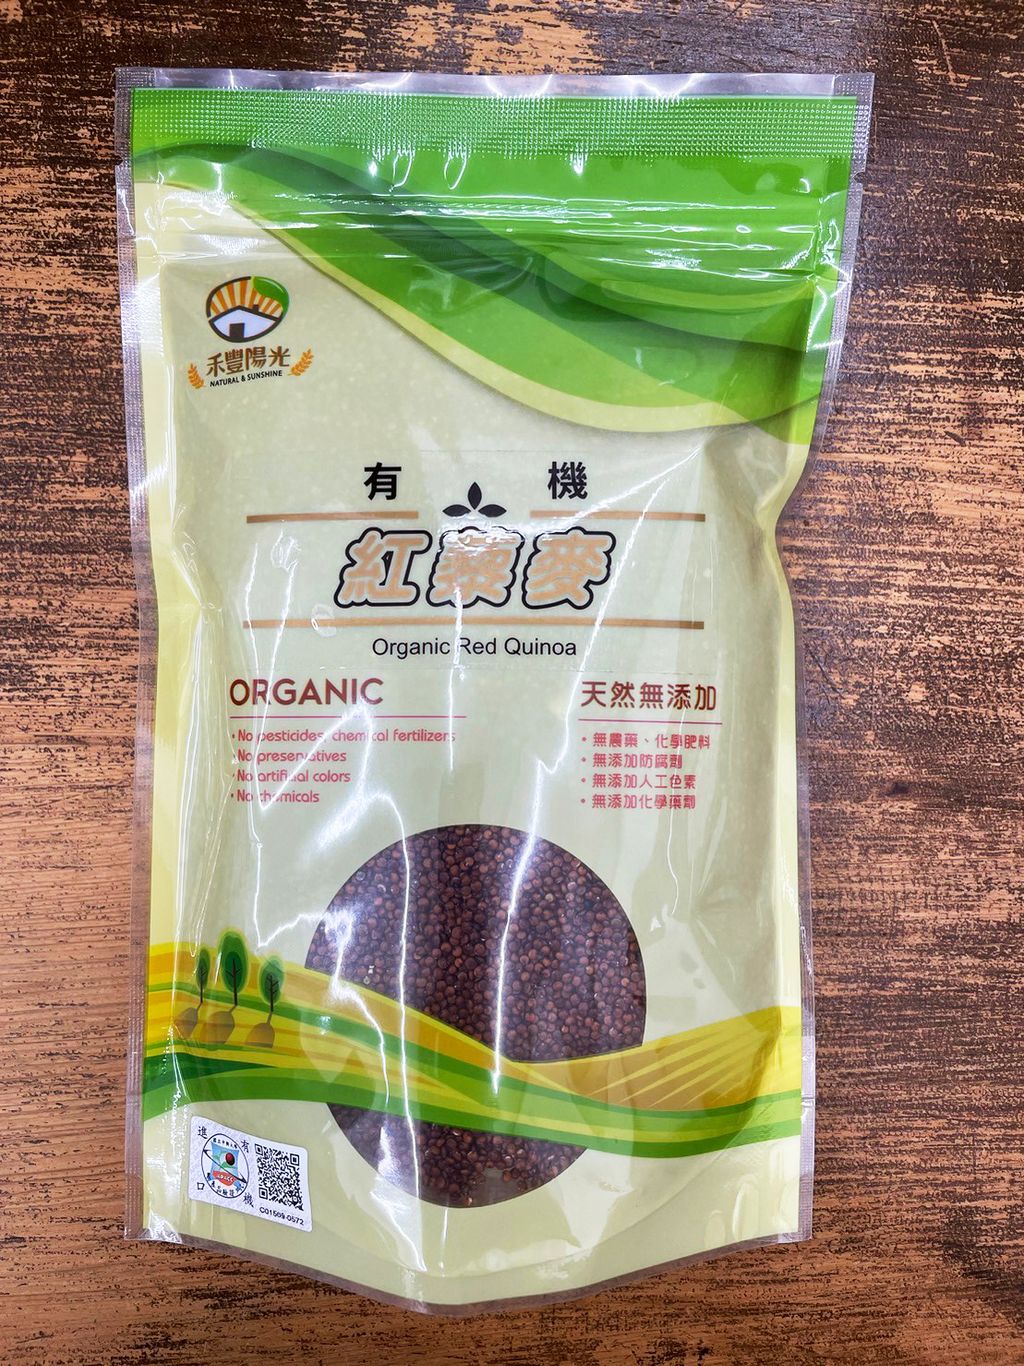 禾豐陽光
NATURAL & SUNSHINE
有 機
紅藜麥
Organic Red Quinoa
ORGANIC
• No pesticides, chemical fertilizers
• No preservatives
• No artificial colors
• No chemicals
天然無添加
• 無農藥、化學肥料
• 無添加防腐劑
• 無添加人工色素
• 無添加化學藥劑
進 有
口 機
C01569-0572